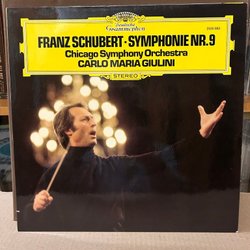 Deutsche
Grammophon
FRANZ SCHUBERT·SYMPHONIE NR.9
Chicago Symphony Orchestra
CARLO MARIA GIULINI
STEREO